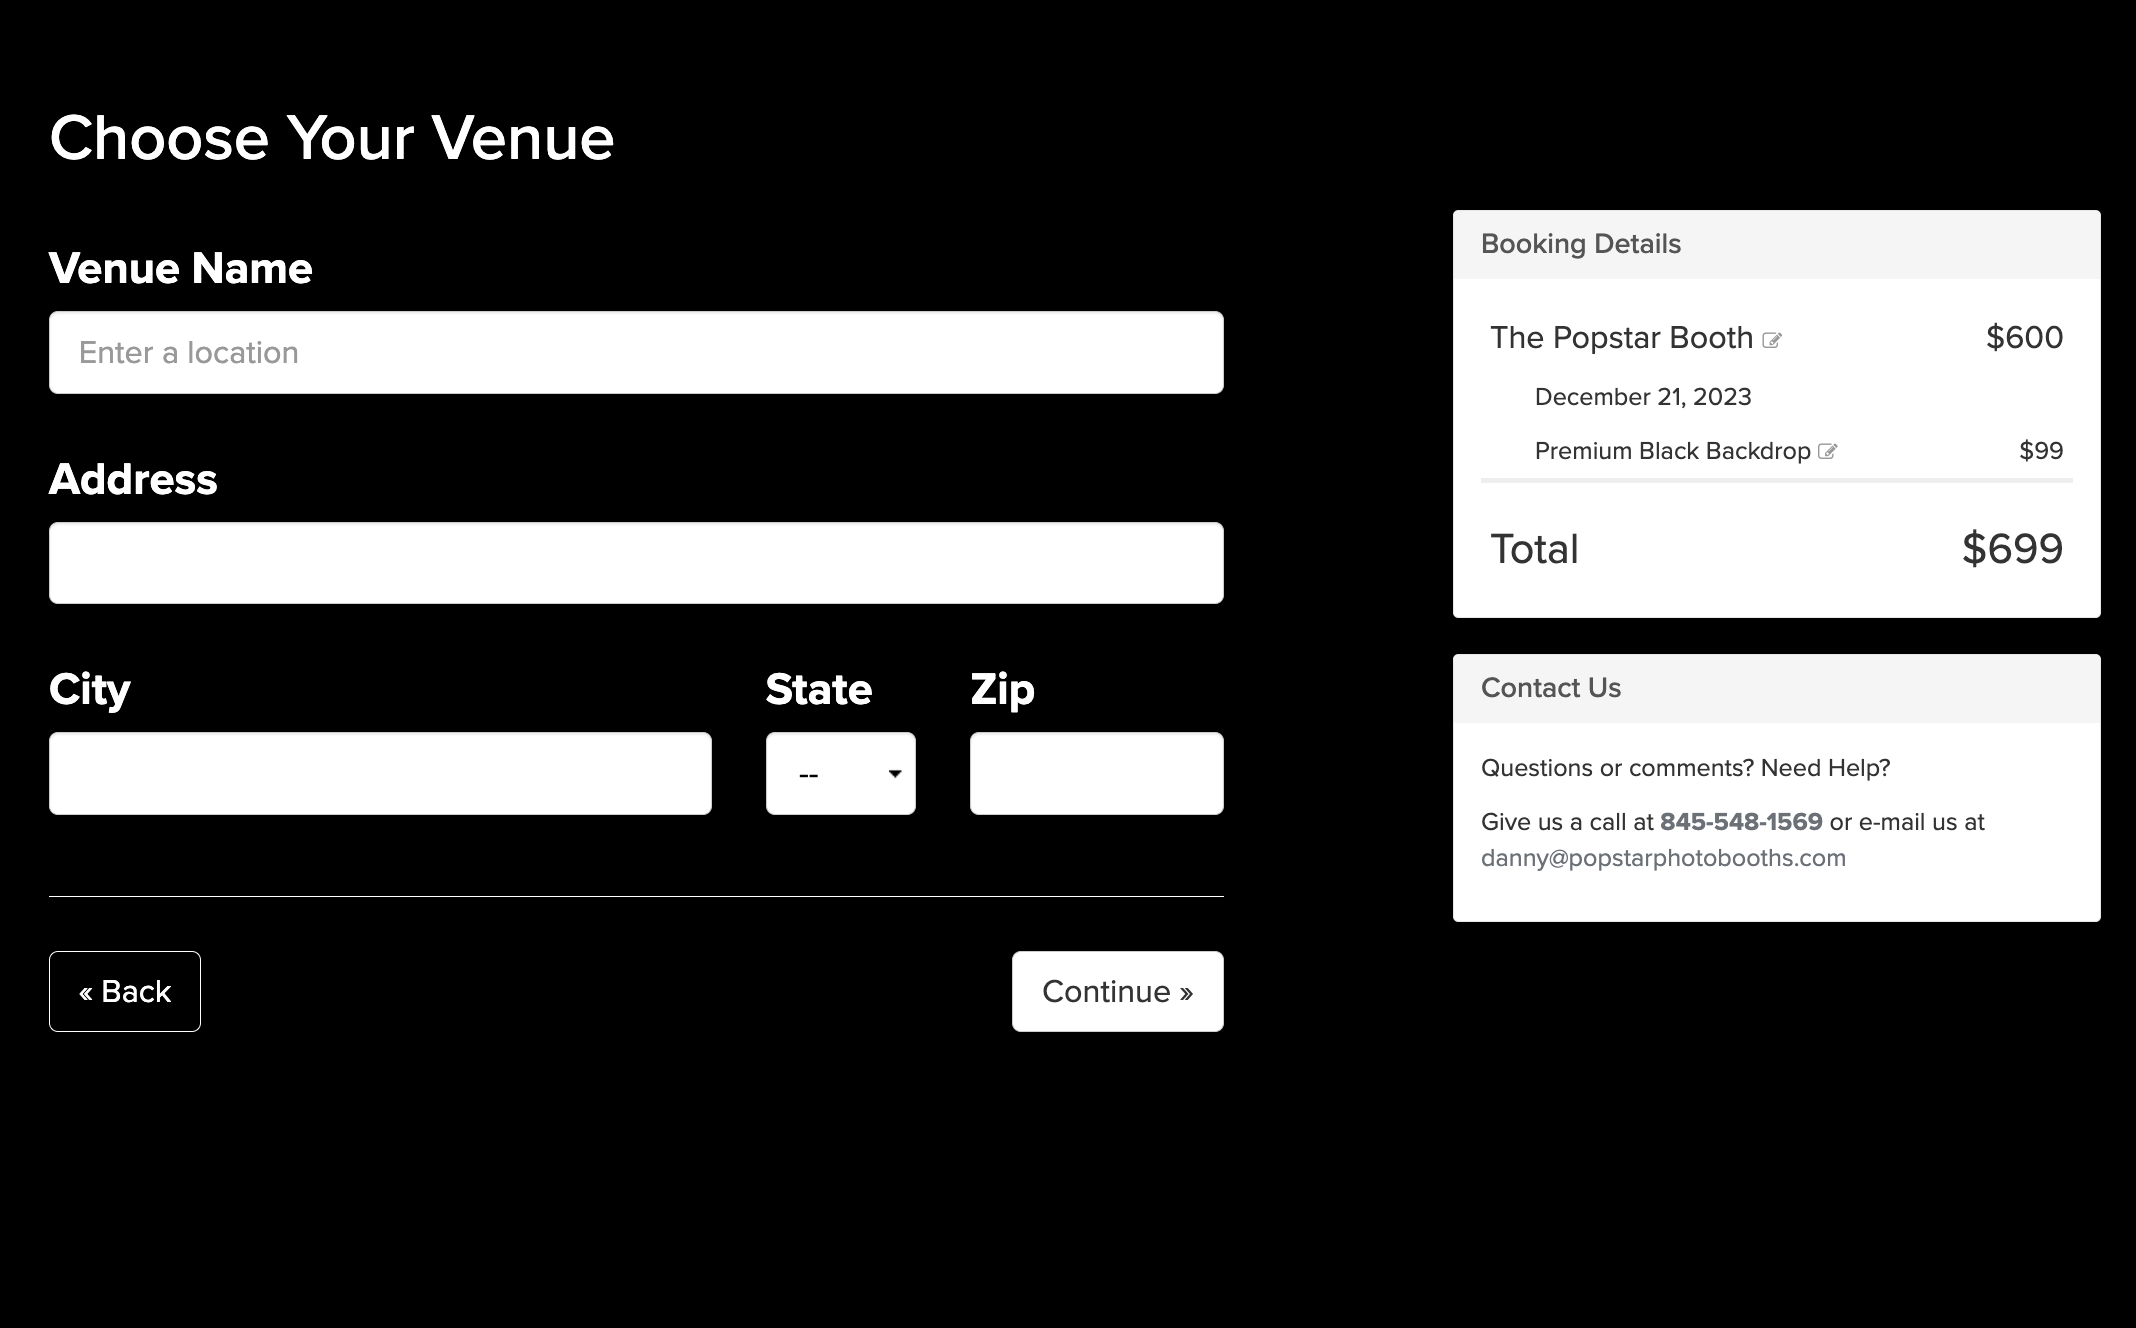 Choose Your Venue
Venue Name
Enter a location
Address
City
State
Zip
--
« Back
Continue »
Booking Details
The Popstar Booth $600
December 21, 2023
Premium Black Backdrop $99
Total $699
Contact Us
Questions or comments? Need Help?
Give us a call at 845-548-1569 or e-mail us at
danny@popstarphotobooths.com